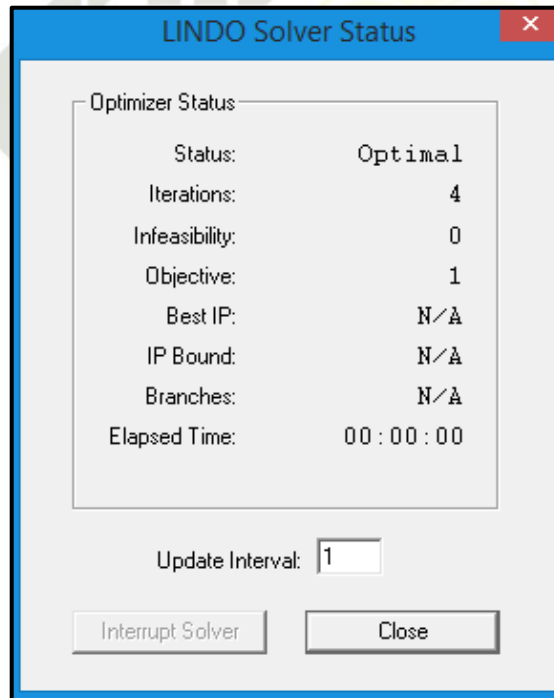 LINDO Solver Status
Optimizer Status
Status: Optimal
Iterations: 4
Infeasibility: 0
Objective: 1
Best IP: N/A
IP Bound: N/A
Branches: N/A
Elapsed Time: 00:00:00
Update Interval: 1
Interrupt Solver Close